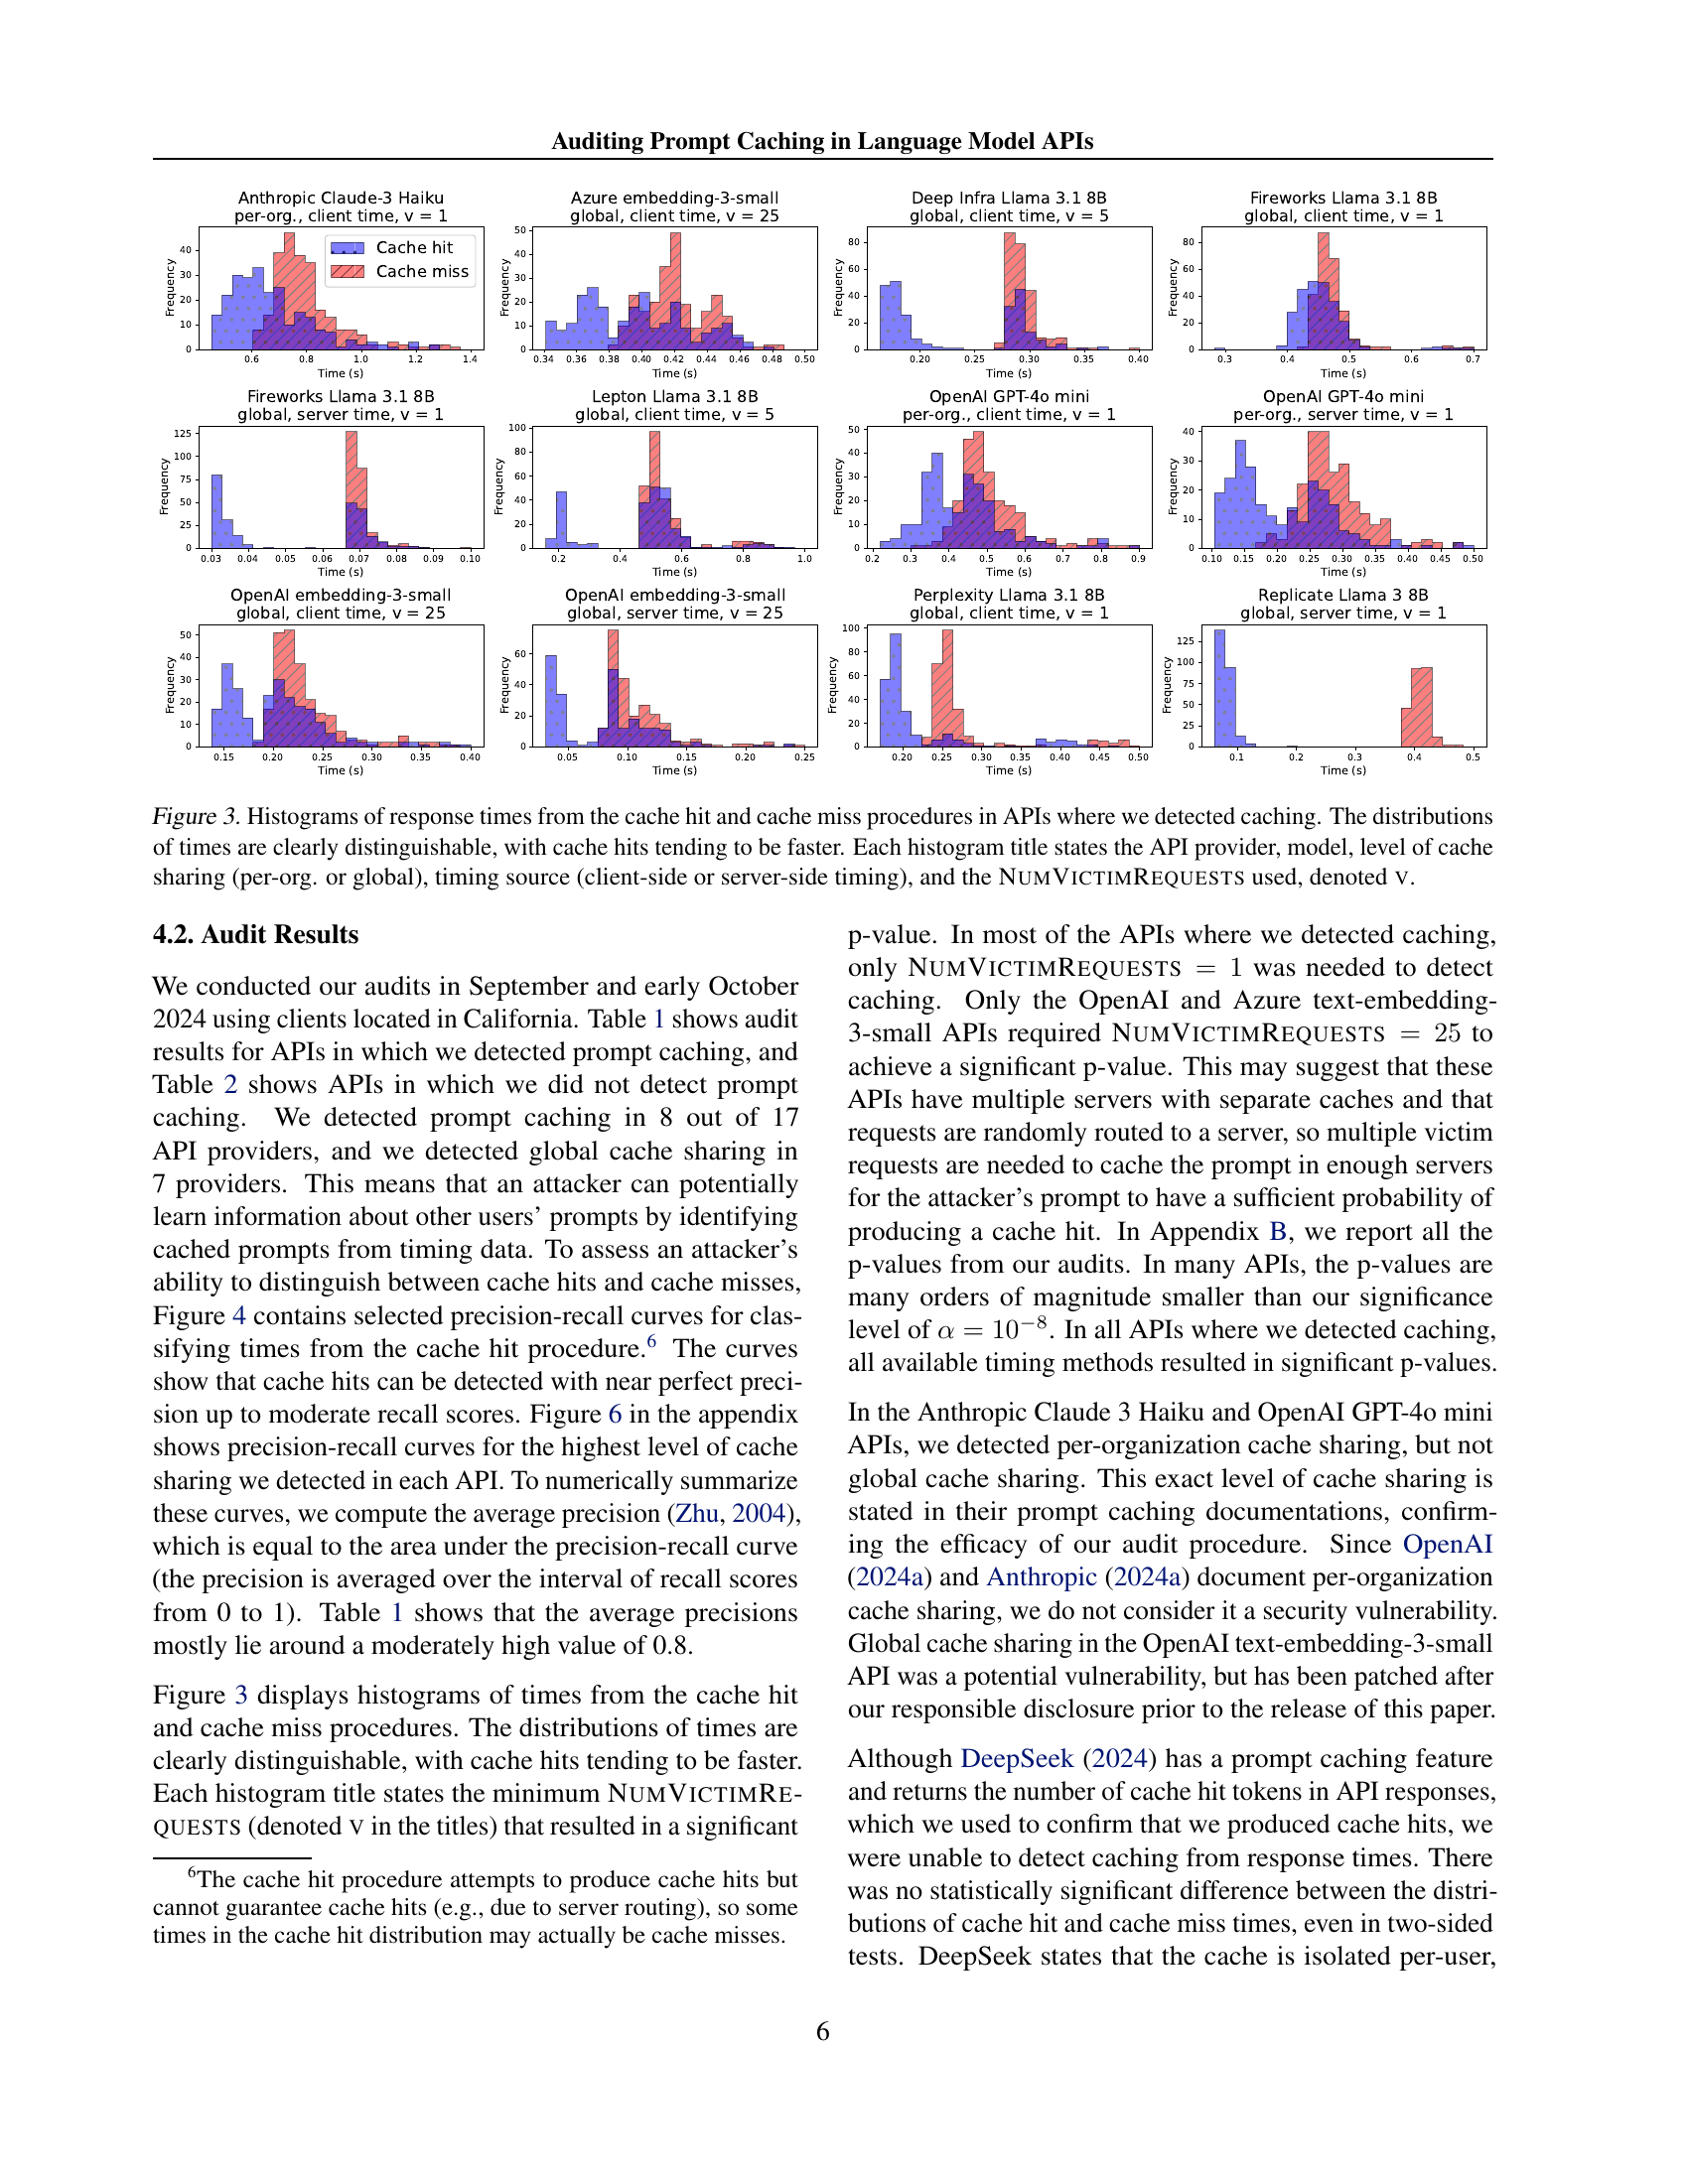 Auditing Prompt Caching in Language Model APIs
Anthropic Claude-3 Haiku
per-org., client time, v = 1
Cache hit
Cache miss
Frequency
40
30
20
10
0
0.6 0.8 1.0 1.2 1.4
Time (s)
Azure embedding-3-small
global, client time, v = 25
Frequency
50
40
30
20
10
0
0.34 0.36 0.38 0.40 0.42 0.44 0.46 0.48 0.50
Time (s)
Deep Infra Llama 3.1 8B
global, client time, v = 5
Frequency
80
60
40
20
0
0.20 0.25 0.30 0.35 0.40
Time (s)
Fireworks Llama 3.1 8B
global, client time, v = 1
Frequency
80
60
40
20
0
0.3 0.4 0.5 0.6 0.7
Time (s)
Fireworks Llama 3.1 8B
global, server time, v = 1
Frequency
125
100
75
50
25
0
0.03 0.04 0.05 0.06 0.07 0.08 0.09 0.10
Time (s)
Lepton Llama 3.1 8B
global, client time, v = 5
Frequency
100
80
60
40
20
0
0.2 0.4 0.6 0.8 1.0
Time (s)
OpenAI GPT-4o mini
per-org., client time, v = 1
Frequency
50
40
30
20
10
0
0.2 0.3 0.4 0.5 0.6 0.7 0.8 0.9
Time (s)
OpenAI GPT-4o mini
per-org., server time, v = 1
Frequency
40
30
20
10
0
0.10 0.15 0.20 0.25 0.30 0.35 0.40 0.45 0.50
Time (s)
OpenAI embedding-3-small
global, client time, v = 25
Frequency
50
40
30
20
10
0
0.15 0.20 0.25 0.30 0.35 0.40
Time (s)
OpenAI embedding-3-small
global, server time, v = 25
Frequency
60
40
20
0
0.05 0.10 0.15 0.20 0.25
Time (s)
Perplexity Llama 3.1 8B
global, client time, v = 1
Frequency
100
80
60
40
20
0
0.20 0.25 0.30 0.35 0.40 0.45 0.50
Time (s)
Replicate Llama 3 8B
global, server time, v = 1
Frequency
125
100
75
50
25
0
0.1 0.2 0.3 0.4 0.5
Time (s)
Figure 3. Histograms of response times from the cache hit and cache miss procedures in APIs where we detected caching. The distributions
of times are clearly distinguishable, with cache hits tending to be faster. Each histogram title states the API provider, model, level of cache
sharing (per-org. or global), timing source (client-side or server-side timing), and the NUMVICTIMREQUESTS used, denoted V.
4.2. Audit Results
We conducted our audits in September and early October
2024 using clients located in California. Table 1 shows audit
results for APIs in which we detected prompt caching, and
Table 2 shows APIs in which we did not detect prompt
caching. We detected prompt caching in 8 out of 17
API providers, and we detected global cache sharing in
7 providers. This means that an attacker can potentially
learn information about other users' prompts by identifying
cached prompts from timing data. To assess an attacker's
ability to distinguish between cache hits and cache misses,
Figure 4 contains selected precision-recall curves for clas-
sifying times from the cache hit procedure.6 The curves
show that cache hits can be detected with near perfect preci-
sion up to moderate recall scores. Figure 6 in the appendix
shows precision-recall curves for the highest level of cache
sharing we detected in each API. To numerically summarize
these curves, we compute the average precision (Zhu, 2004),
which is equal to the area under the precision-recall curve
(the precision is averaged over the interval of recall scores
from 0 to 1). Table 1 shows that the average precisions
mostly lie around a moderately high value of 0.8.
Figure 3 displays histograms of times from the cache hit
and cache miss procedures. The distributions of times are
clearly distinguishable, with cache hits tending to be faster.
Each histogram title states the minimum NUMVICTIMRE-
QUESTS (denoted V in the titles) that resulted in a significant
6The cache hit procedure attempts to produce cache hits but
cannot guarantee cache hits (e.g., due to server routing), so some
times in the cache hit distribution may actually be cache misses.
p-value. In most of the APIs where we detected caching,
only NUMVICTIMREQUESTS = 1 was needed to detect
caching. Only the OpenAI and Azure text-embedding-
3-small APIs required NUMVICTIMREQUESTS = 25 to
achieve a significant p-value. This may suggest that these
APIs have multiple servers with separate caches and that
requests are randomly routed to a server, so multiple victim
requests are needed to cache the prompt in enough servers
for the attacker's prompt to have a sufficient probability of
producing a cache hit. In Appendix B, we report all the
p-values from our audits. In many APIs, the p-values are
many orders of magnitude smaller than our significance
level of α = 10−8. In all APIs where we detected caching,
all available timing methods resulted in significant p-values.
In the Anthropic Claude 3 Haiku and OpenAI GPT-4o mini
APIs, we detected per-organization cache sharing, but not
global cache sharing. This exact level of cache sharing is
stated in their prompt caching documentations, confirm-
ing the efficacy of our audit procedure. Since OpenAI
(2024a) and Anthropic (2024a) document per-organization
cache sharing, we do not consider it a security vulnerability.
Global cache sharing in the OpenAI text-embedding-3-small
API was a potential vulnerability, but has been patched after
our responsible disclosure prior to the release of this paper.
Although DeepSeek (2024) has a prompt caching feature
and returns the number of cache hit tokens in API responses,
which we used to confirm that we produced cache hits, we
were unable to detect caching from response times. There
was no statistically significant difference between the distri-
butions of cache hit and cache miss times, even in two-sided
tests. DeepSeek states that the cache is isolated per-user,
6